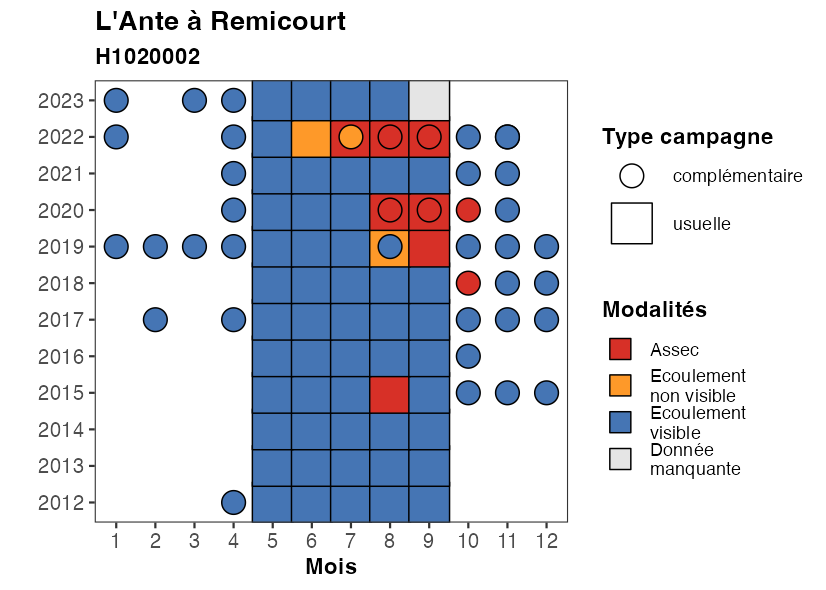 L'Ante à Remicourt
H1020002
2023
2022
2021
2020
2019
2018
2017
2016
2015
2014
2013
2012
1 2 3 4 5 6 7 8 9 10 11 12
Mois
Type campagne
complémentaire
usuelle
Modalités
Assec
Ecoulement
non visible
Ecoulement
visible
Donnée
manquante